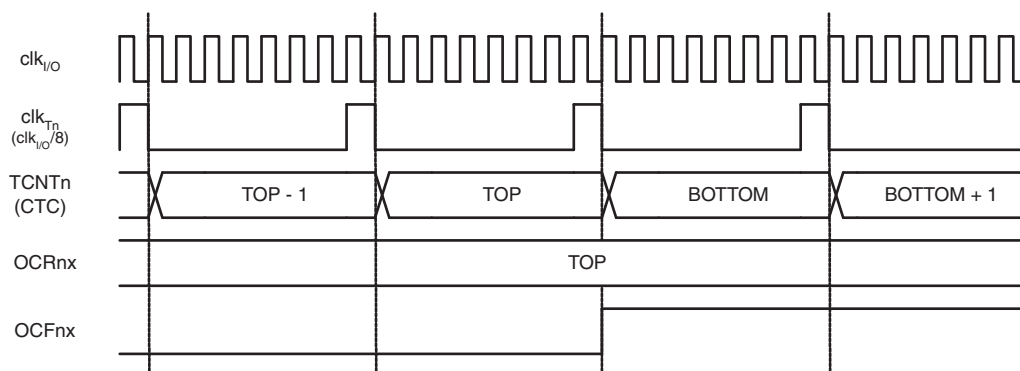 clkI/O
clkTn
(clkI/O/8)
TCNTn
(CTC)
TOP - 1
TOP
BOTTOM
BOTTOM + 1
OCRnx
TOP
OCFnx